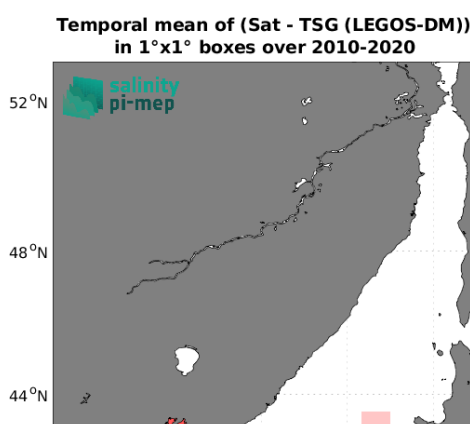 Temporal mean of (Sat - TSG (LEGOS-DM))
in 1°x1° boxes over 2010-2020
salinity
pi-mep
52°N
48°N
44°N